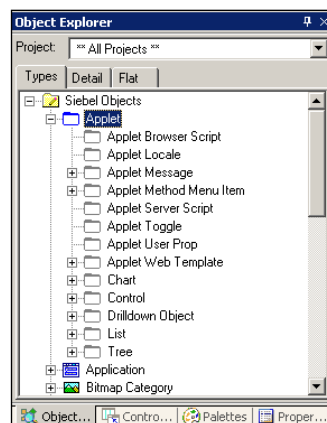 Object Explorer
Project: ** All Projects **
Types Detail Flat
Siebel Objects
Applet
Applet Browser Script
Applet Locale
Applet Message
Applet Method Menu Item
Applet Server Script
Applet Toggle
Applet User Prop
Applet Web Template
Chart
Control
Drilldown Object
List
Tree
Application
Bitmap Category
Object... Contro... Palettes Proper...